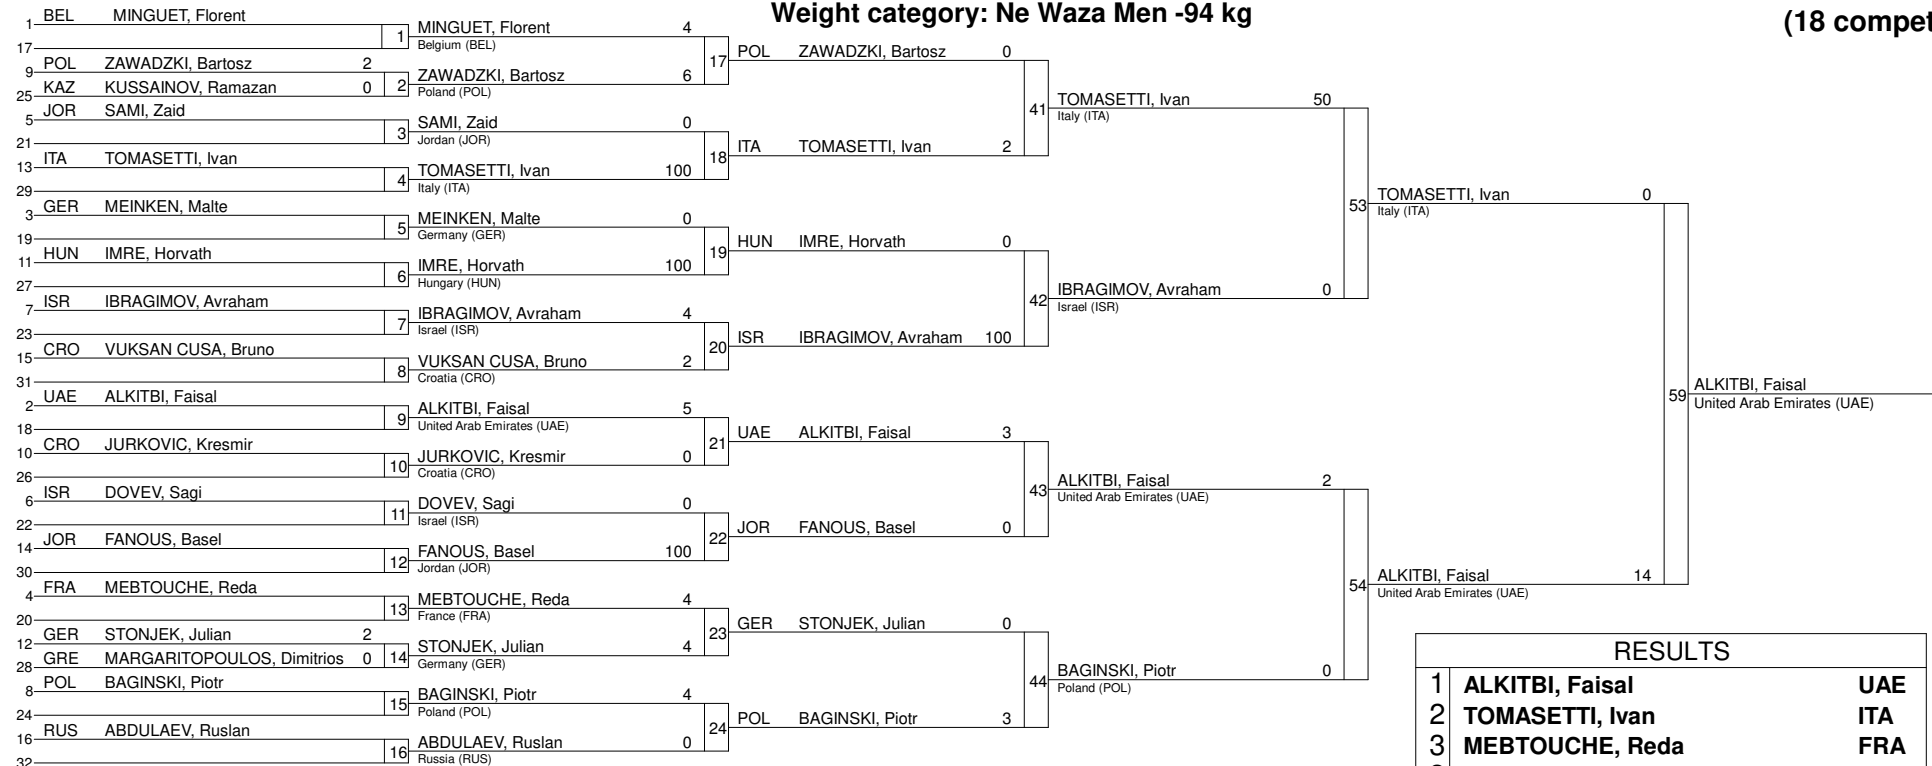 Weight category: Ne Waza Men -94 kg
(18 compet
1 BEL MINGUET, Florent
17
1
9 POL ZAWADZKI, Bartosz 2
25 KAZ KUSSAINOV, Ramazan 0
2
5 JOR SAMI, Zaid
21
3
13 ITA TOMASETTI, Ivan
29
4
3 GER MEINKEN, Malte
19
5
11 HUN IMRE, Horvath
27
6
7 ISR IBRAGIMOV, Avraham
23
7
15 CRO VUKSAN CUSA, Bruno
31
8
2 UAE ALKITBI, Faisal
18
9
10 CRO JURKOVIC, Kresmir
26
10
6 ISR DOVEV, Sagi
22
11
14 JOR FANOUS, Basel
30
12
4 FRA MEBTOUCHE, Reda
20
13
12 GER STONJEK, Julian 2
28 GRE MARGARITOPOULOS, Dimitrios 0
14
8 POL BAGINSKI, Piotr
24
15
16 RUS ABDULAEV, Ruslan
32
16
MINGUET, Florent 4
Belgium (BEL)
17
ZAWADZKI, Bartosz 6
Poland (POL)
SAMI, Zaid 0
Jordan (JOR)
18
TOMASETTI, Ivan 100
Italy (ITA)
MEINKEN, Malte 0
Germany (GER)
19
IMRE, Horvath 100
Hungary (HUN)
IBRAGIMOV, Avraham 4
Israel (ISR)
20
VUKSAN CUSA, Bruno 2
Croatia (CRO)
ALKITBI, Faisal 5
United Arab Emirates (UAE)
21
JURKOVIC, Kresmir 0
Croatia (CRO)
DOVEV, Sagi 0
Israel (ISR)
22
FANOUS, Basel 100
Jordan (JOR)
MEBTOUCHE, Reda 4
France (FRA)
23
STONJEK, Julian 4
Germany (GER)
BAGINSKI, Piotr 4
Poland (POL)
24
ABDULAEV, Ruslan 0
Russia (RUS)
POL ZAWADZKI, Bartosz 0
41
ITA TOMASETTI, Ivan 2
HUN IMRE, Horvath 0
42
ISR IBRAGIMOV, Avraham 100
UAE ALKITBI, Faisal 3
43
JOR FANOUS, Basel 0
GER STONJEK, Julian 0
44
POL BAGINSKI, Piotr 3
TOMASETTI, Ivan 50
Italy (ITA)
53
IBRAGIMOV, Avraham 0
Israel (ISR)
ALKITBI, Faisal 2
United Arab Emirates (UAE)
54
BAGINSKI, Piotr 0
Poland (POL)
TOMASETTI, Ivan 0
Italy (ITA)
59
ALKITBI, Faisal 14
United Arab Emirates (UAE)
ALKITBI, Faisal
United Arab Emirates (UAE)
RESULTS
1 ALKITBI, Faisal UAE
2 TOMASETTI, Ivan ITA
3 MEBTOUCHE, Reda FRA